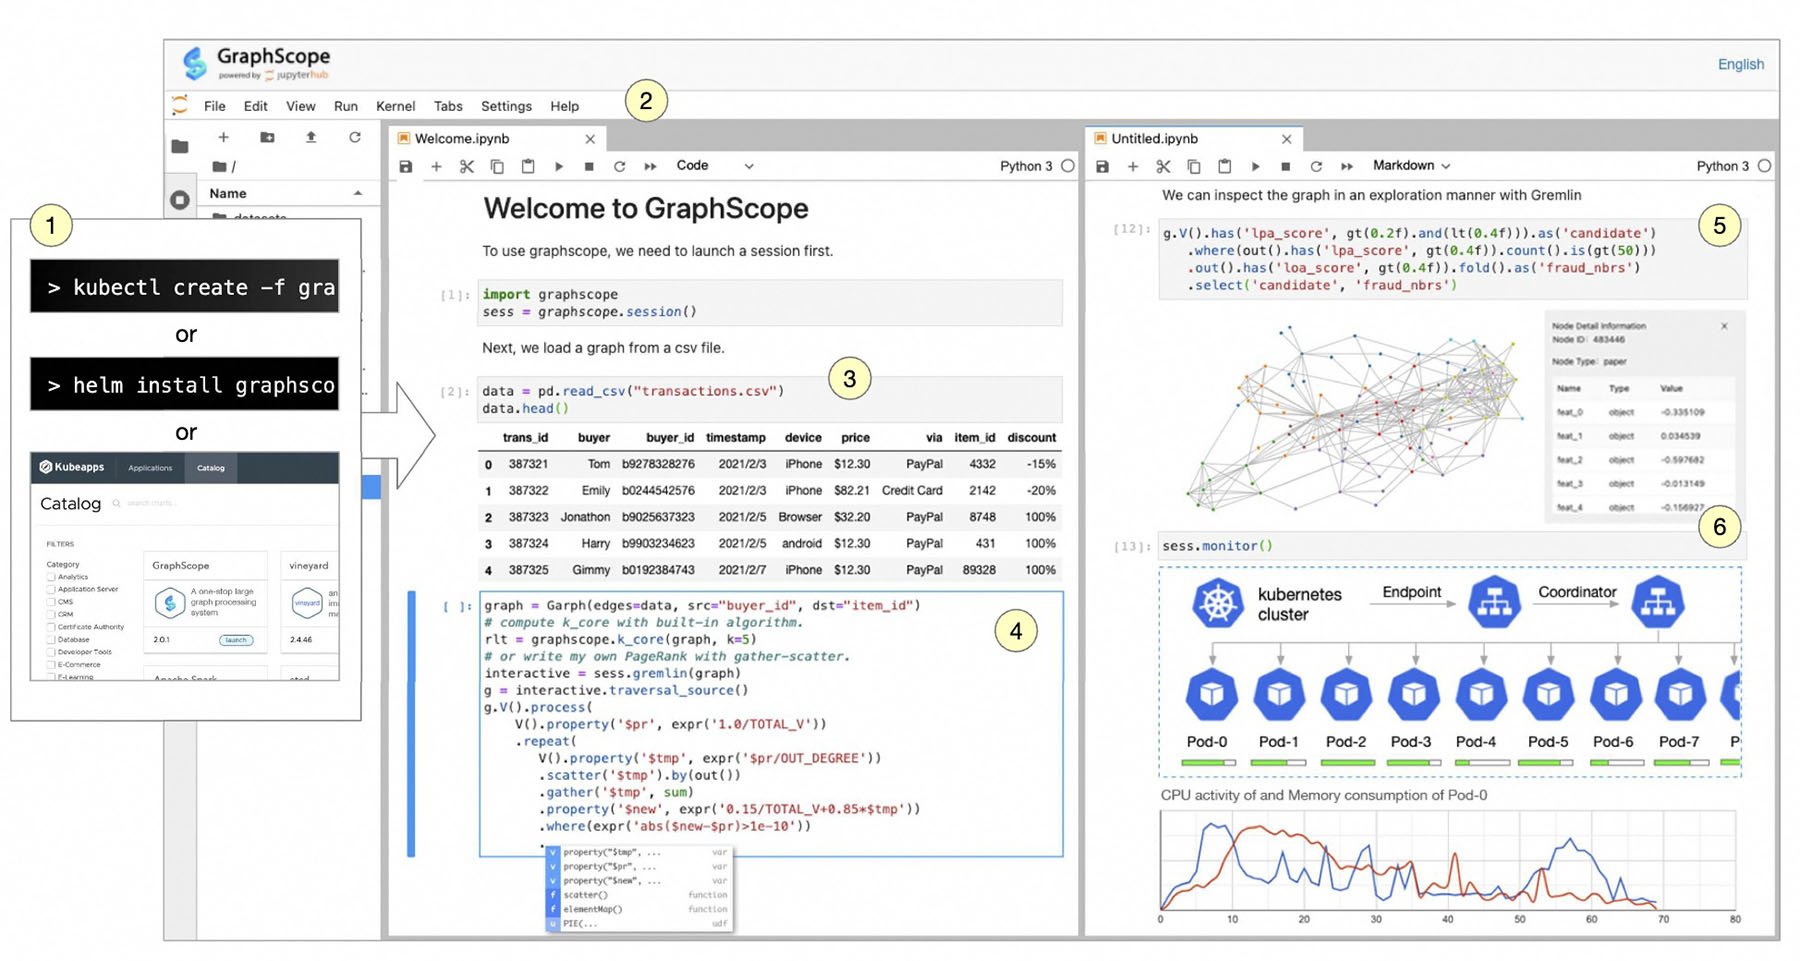 GraphScope
powered by jupyterhub
English
File Edit View Run Kernel Tabs Settings Help
2
/
Name
datasets
1
> kubectl create -f gra
or
> helm install graphsco
or
Kubeapps Applications Catalog
Catalog search charts...
FILTERS
Category
Analytics
Application Server
CMS
CRM
Certificate Authority
Database
Developer Tools
E-Commerce
E-Learning
GraphScope
A one-stop large
graph processing
system
2.0.1 launch
vineyard
vineyard
an
im
me
2.4.46
Apache Spark
etcd
Welcome.ipynb
Code Python 3
Welcome to GraphScope
To use graphscope, we need to launch a session first.
[1]: import graphscope
sess = graphscope.session()
Next, we load a graph from a csv file.
3
[2]: data = pd.read_csv("transactions.csv")
data.head()
trans_id buyer buyer_id timestamp device price via item_id discount
0 387321 Tom b9278328276 2021/2/3 iPhone $12.30 PayPal 4332 -15%
1 387322 Emily b0244542576 2021/2/3 iPhone $82.21 Credit Card 2142 -20%
2 387323 Jonathon b9025637323 2021/2/5 Browser $32.20 PayPal 8748 100%
3 387324 Harry b9903234623 2021/2/5 android $12.30 PayPal 431 100%
4 387325 Gimmy b0192384743 2021/2/7 iPhone $12.30 PayPal 89328 100%
4
[ ]: graph = Garph(edges=data, src="buyer_id", dst="item_id")
# compute k_core with built-in algorithm.
rlt = graphscope.k_core(graph, k=5)
# or write my own PageRank with gather-scatter.
interactive = sess.gremlin(graph)
g = interactive.traversal_source()
g.V().process(
V().property('$pr', expr('1.0/TOTAL_V'))
.repeat(
V().property('$tmp', expr('$pr/OUT_DEGREE'))
.scatter('$tmp').by(out())
.gather('$tmp', sum)
.property('$new', expr('0.15/TOTAL_V+0.85*$tmp'))
.where(expr('abs($new-$pr)>1e-10'))
.
v property("$tmp", ... var
v property("$pr", ... var
v property("$new", ... var
f scatter() function
f elementMap() function
u PIE(... udf
Untitled.ipynb
Markdown Python 3
We can inspect the graph in an exploration manner with Gremlin
5
[12]: g.V().has('lpa_score', gt(0.2f).and(lt(0.4f))).as('candidate')
.where(out().has('lpa_score', gt(0.4f)).count().is(gt(50)))
.out().has('loa_score', gt(0.4f)).fold().as('fraud_nbrs')
.select('candidate', 'fraud_nbrs')
Node Detail Information X
Node ID: 483446
Node Type: paper
Name Type Value
feat_0 object -0.335109
feat_1 object 0.034539
feat_2 object -0.597682
feat_3 object -0.013149
feat_4 object -0.156927
6
[13]: sess.monitor()
kubernetes
cluster
Endpoint
Coordinator
Pod-0 Pod-1 Pod-2 Pod-3 Pod-4 Pod-5 Pod-6 Pod-7 P
CPU activity of and Memory consumption of Pod-0
0 10 20 30 40 50 60 70 80